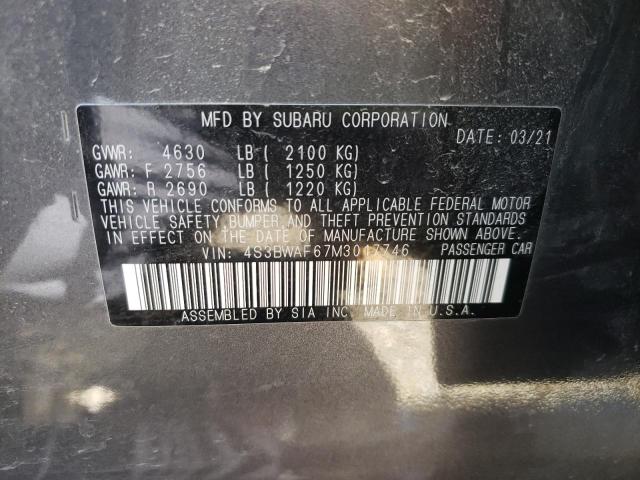 MFD BY SUBARU CORPORATION
DATE: 03/21
GVWR: 4630 LB ( 2100 KG)
GAWR: F 2756 LB ( 1250 KG)
GAWR: R 2690 LB ( 1220 KG)
THIS VEHICLE CONFORMS TO ALL APPLICABLE FEDERAL MOTOR
VEHICLE SAFETY, BUMPER, AND THEFT PREVENTION STANDARDS
IN EFFECT ON THE DATE OF MANUFACTURE SHOWN ABOVE.
VIN: 4S3BWAF67M3017746 PASSENGER CAR
ASSEMBLED BY SIA INC. MADE IN U.S.A.